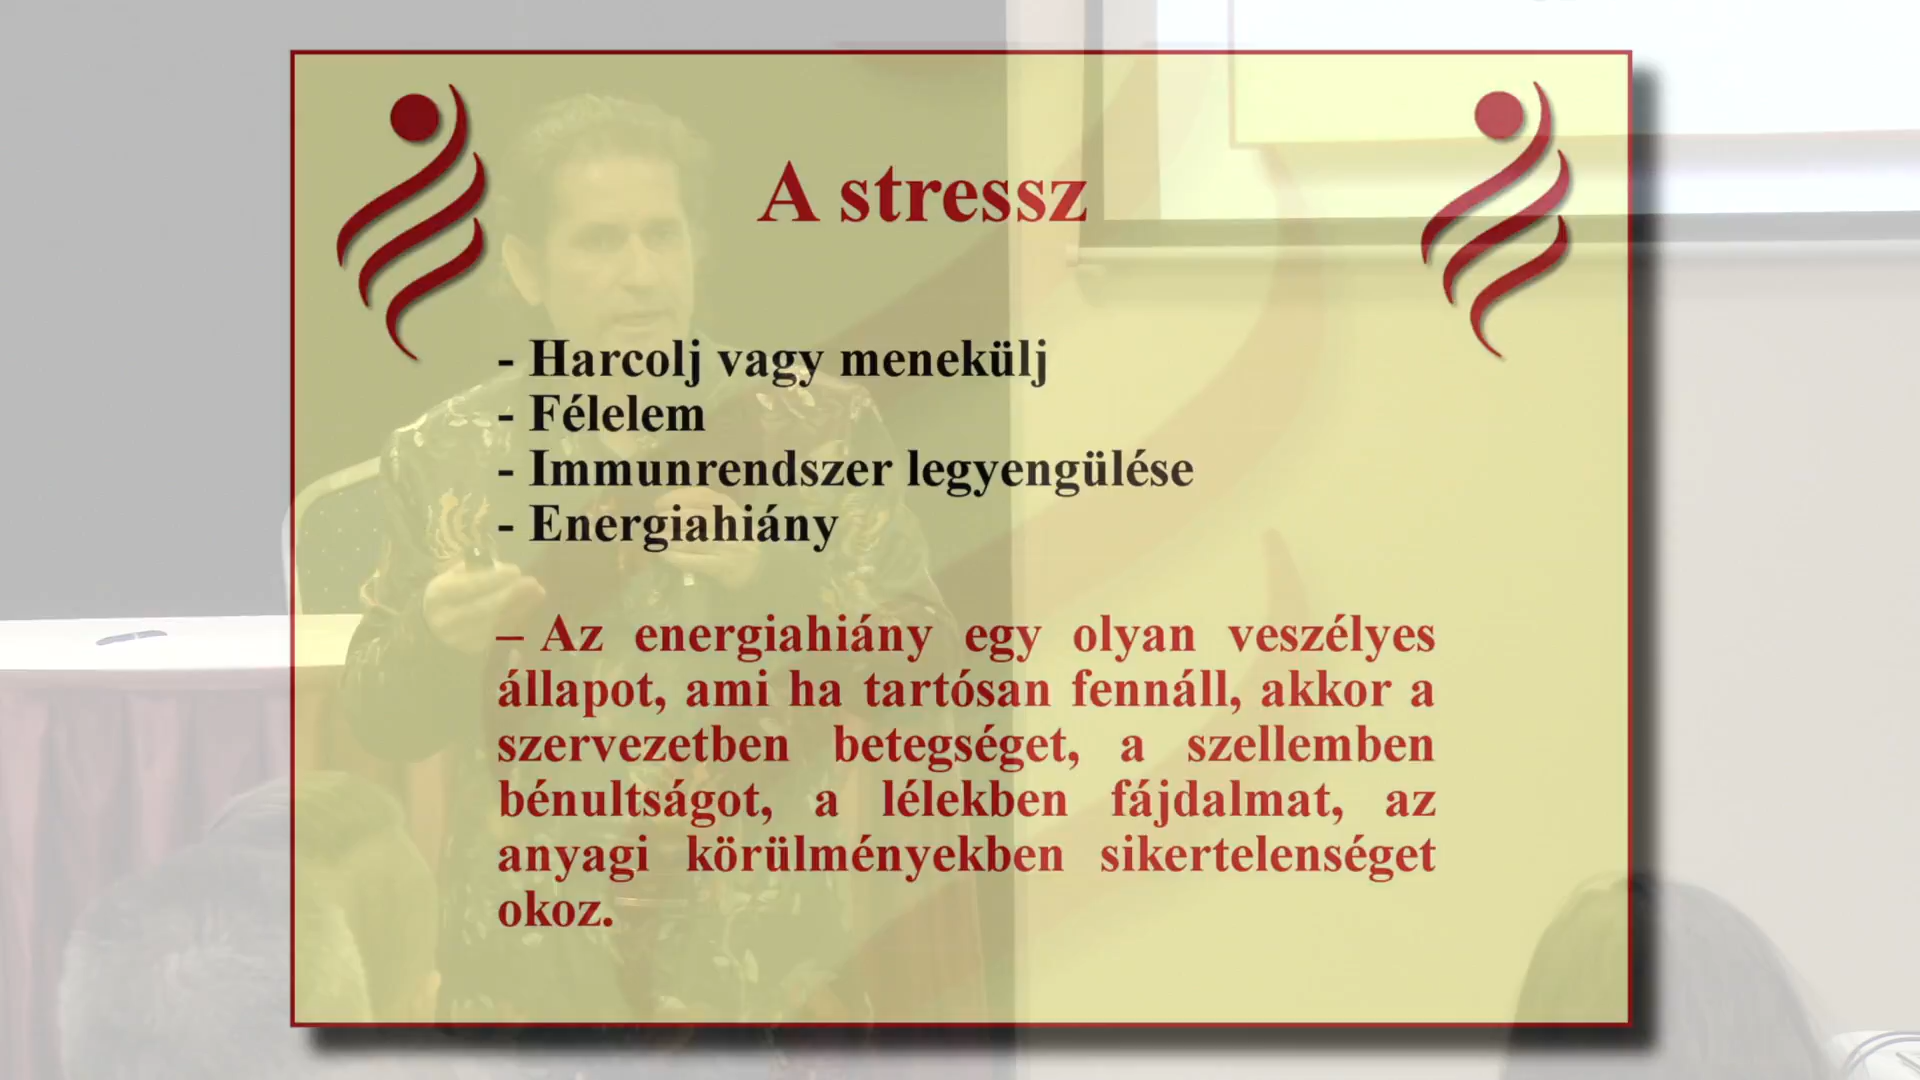 A stressz
- Harcolj vagy menekülj
- Félelem
- Immunrendszer legyengülése
- Energiahiány
– Az energiahiány egy olyan veszélyes
állapot, ami ha tartósan fennáll, akkor a
szervezetben betegséget, a szellemben
bénultságot, a lélekben fájdalmat, az
anyagi körülményekben sikertelenséget
okoz.